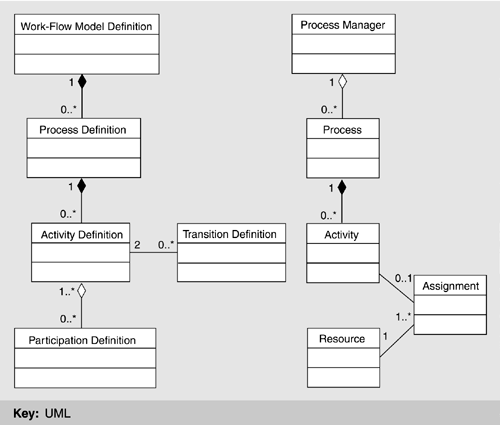 Work-Flow Model Definition
1
0..*
Process Definition
1
0..*
Activity Definition
2
0..*
Transition Definition
1..*
0..*
Participation Definition
Process Manager
1
0..*
Process
1
0..*
Activity
0..1
Assignment
1..*
1
Resource
Key: UML